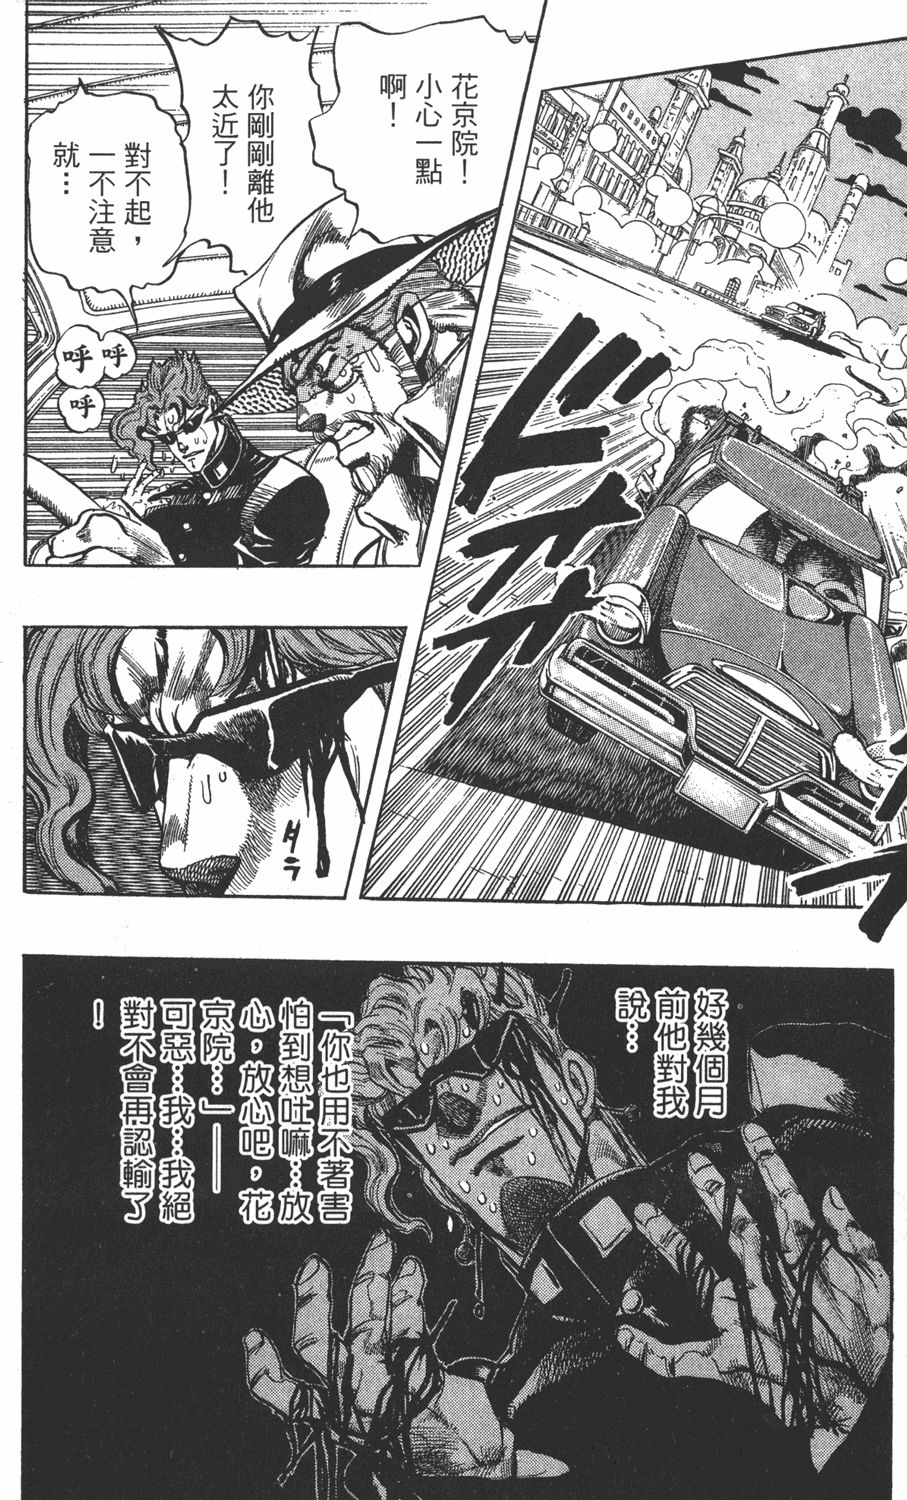 ドドド
花京院！
小心一點
啊！
你剛剛離他
太近了！
對不起，
一不注意
就…
呼
呼
呼
好幾個月
前他對我
說…
「你也用不著害
怕到想吐嘛…放
心，放心吧，花
京院…」——
可惡…我…我絕
對不會再認輸了
！